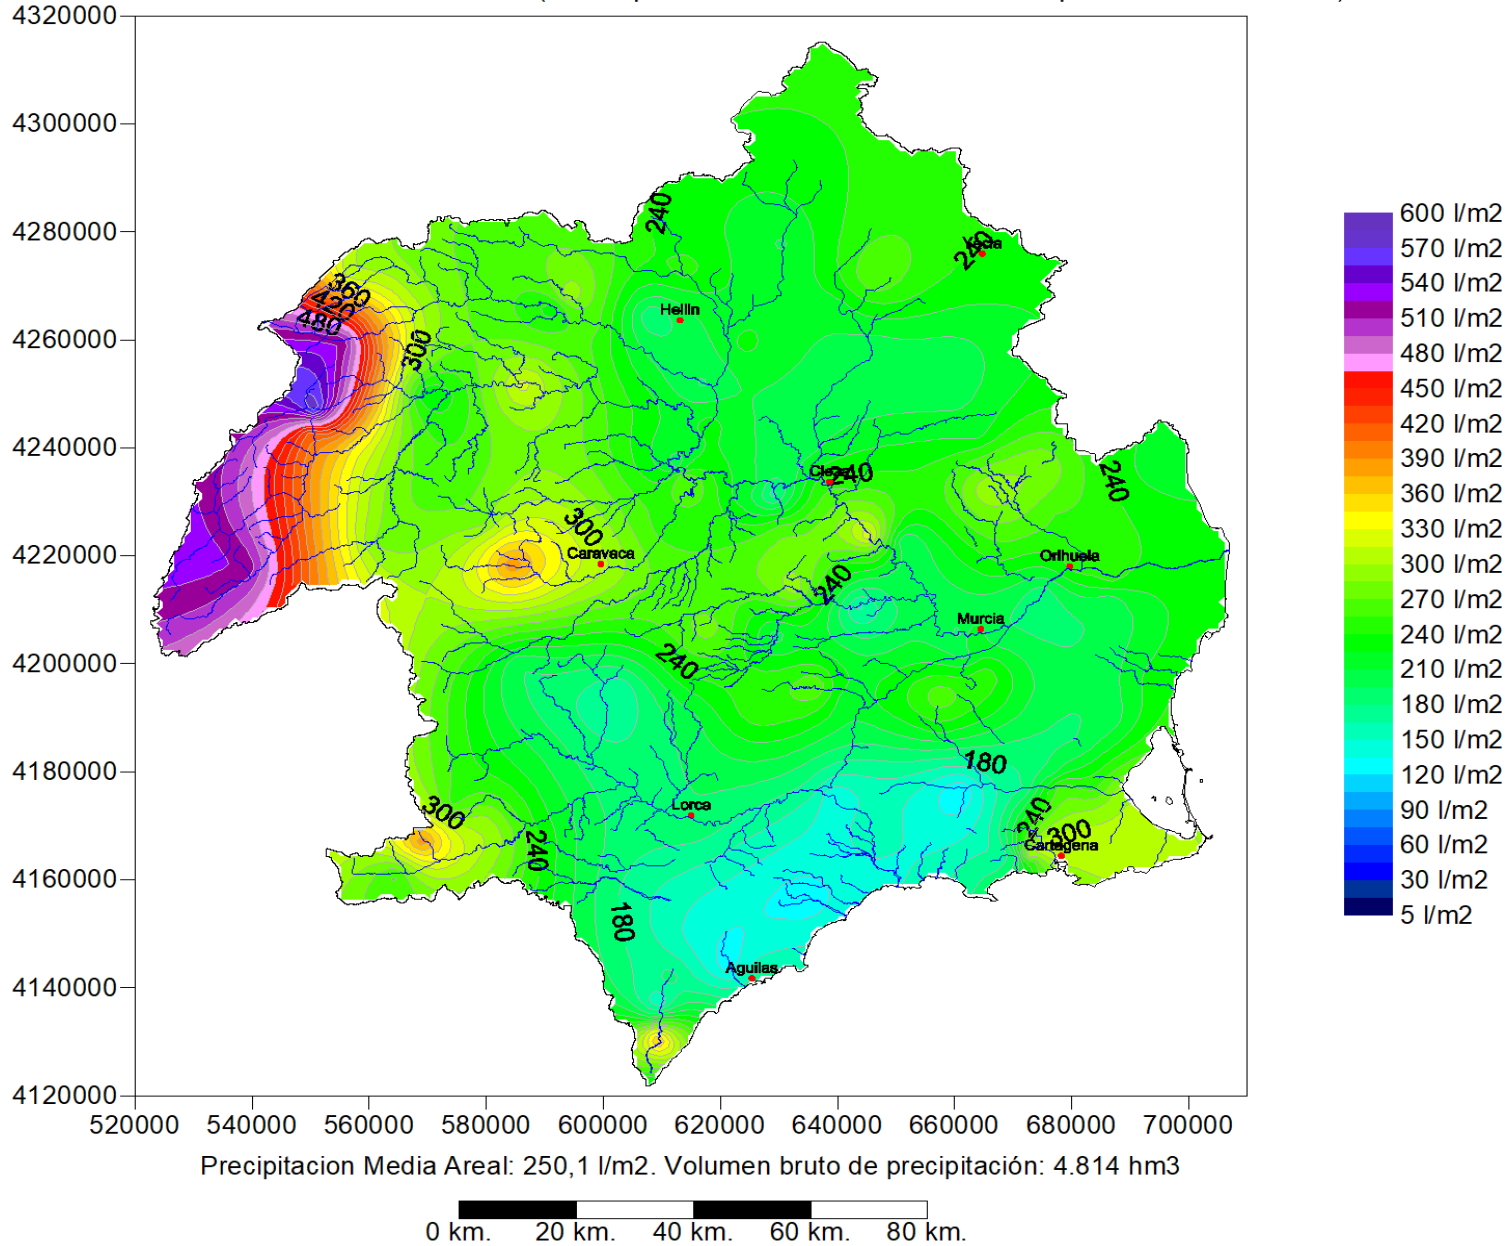 4320000
4300000
4280000
4260000
4240000
4220000
4200000
4180000
4160000
4140000
4120000
520000 540000 560000 580000 600000 620000 640000 660000 680000 700000
240
240
Yecla
360
420
480
300
Hellin
Cieza
240
240
300
Caravaca
Orihuela
240
Murcia
240
180
300
Lorca
240
240
300
Cartagena
180
Aguilas
600 l/m2
570 l/m2
540 l/m2
510 l/m2
480 l/m2
450 l/m2
420 l/m2
390 l/m2
360 l/m2
330 l/m2
300 l/m2
270 l/m2
240 l/m2
210 l/m2
180 l/m2
150 l/m2
120 l/m2
90 l/m2
60 l/m2
30 l/m2
5 l/m2
Precipitacion Media Areal: 250,1 l/m2. Volumen bruto de precipitación: 4.814 hm3
0 km. 20 km. 40 km. 60 km. 80 km.